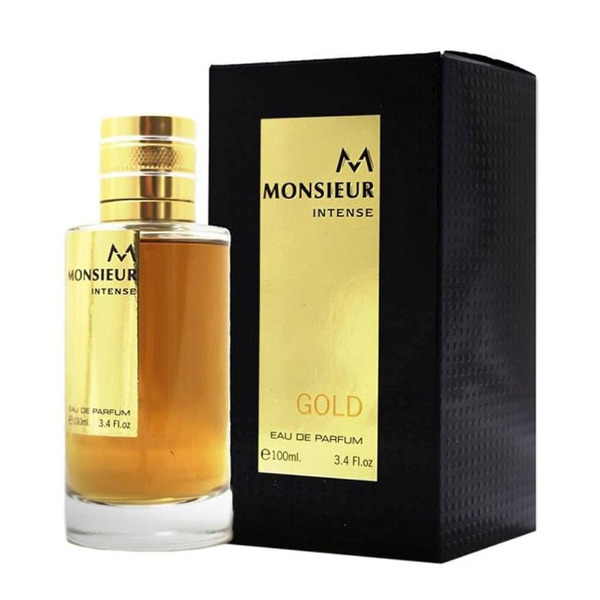 M
MONSIEUR
INTENSE
EAU DE PARFUM
℮100ml. 3.4 Fl.oz
M
MONSIEUR
INTENSE
GOLD
EAU DE PARFUM
℮100ml. 3.4 Fl.oz